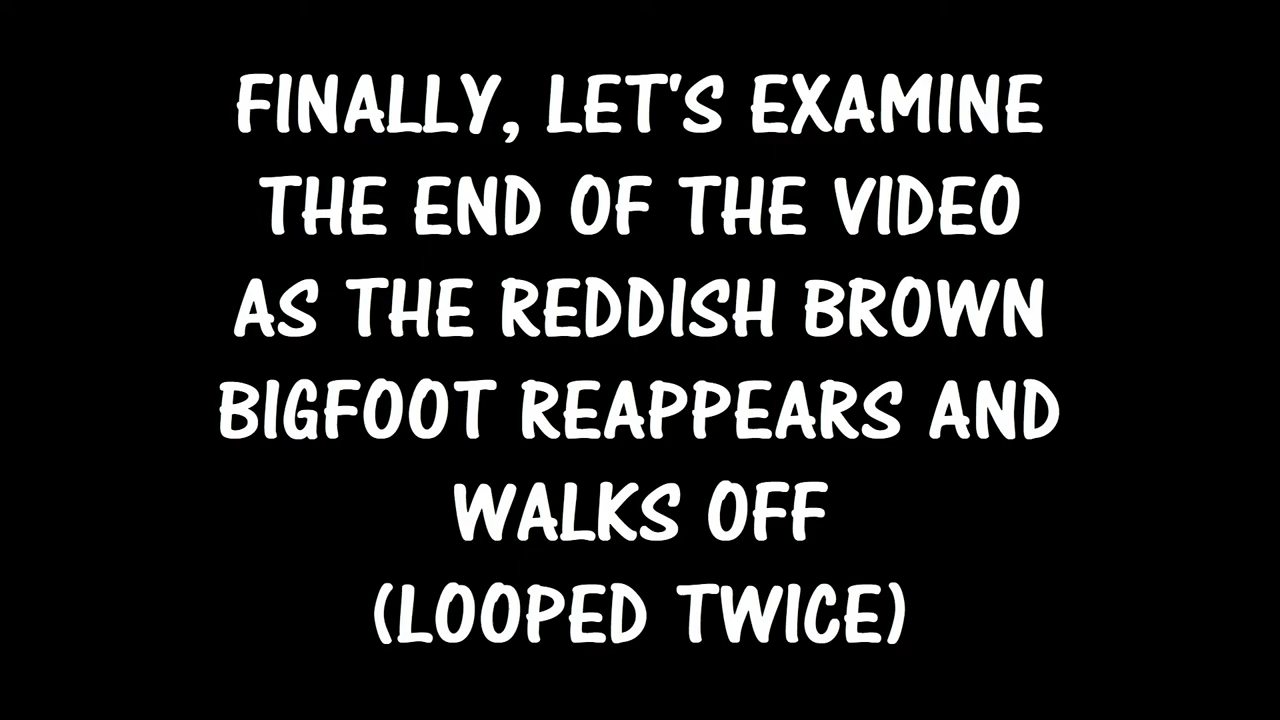 FINALLY, LET'S EXAMINE
THE END OF THE VIDEO
AS THE REDDISH BROWN
BIGFOOT REAPPEARS AND
WALKS OFF
(LOOPED TWICE)